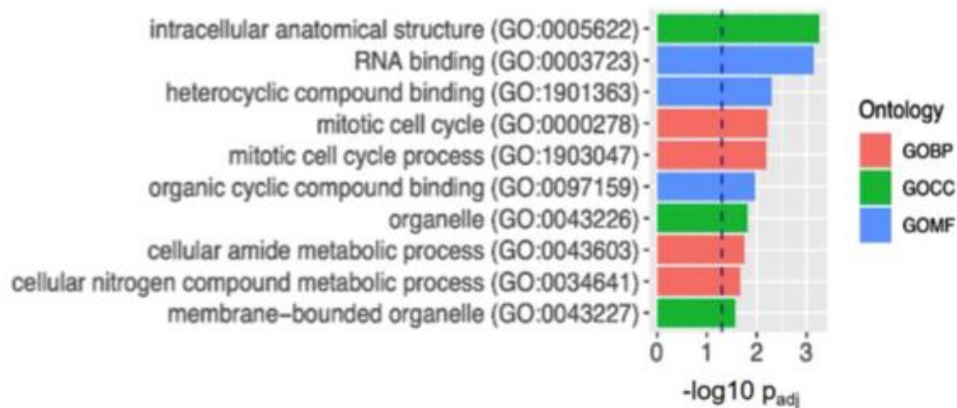 intracellular anatomical structure (GO:0005622)
RNA binding (GO:0003723)
heterocyclic compound binding (GO:1901363)
mitotic cell cycle (GO:0000278)
mitotic cell cycle process (GO:1903047)
organic cyclic compound binding (GO:0097159)
organelle (GO:0043226)
cellular amide metabolic process (GO:0043603)
cellular nitrogen compound metabolic process (GO:0034641)
membrane-bounded organelle (GO:0043227)
0 1 2 3
-log10 padj
Ontology
GOBP
GOCC
GOMF